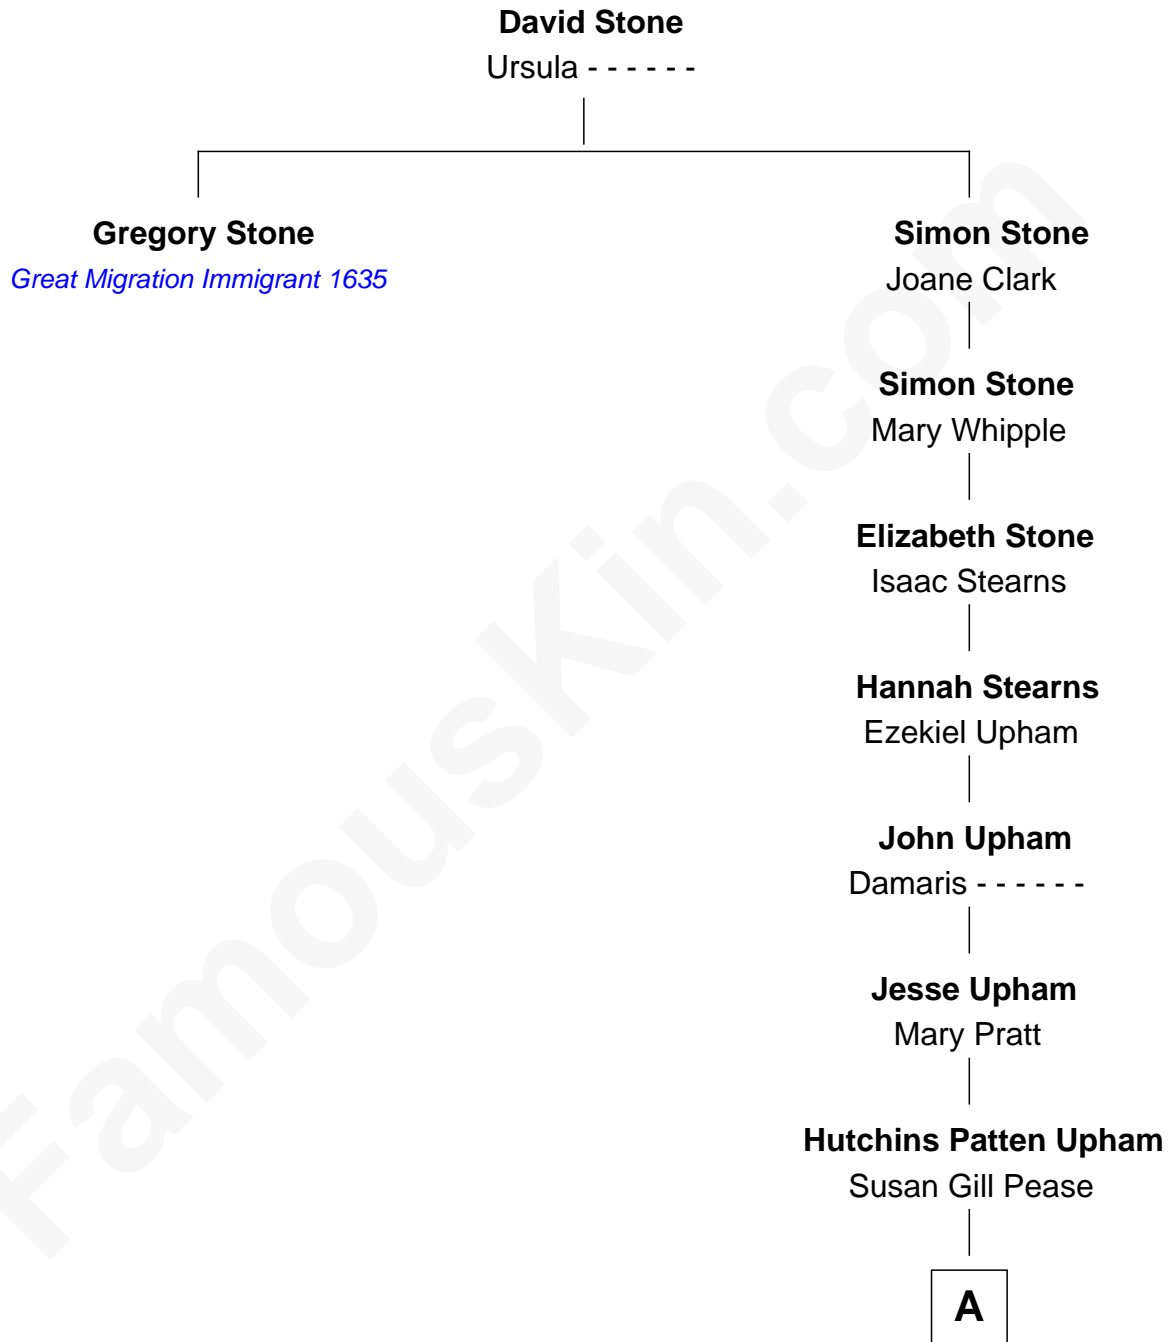 David Stone
Ursula - - - - - -
Gregory Stone
Great Migration Immigrant 1635
Simon Stone
Joane Clark
Simon Stone
Mary Whipple
Elizabeth Stone
Isaac Stearns
Hannah Stearns
Ezekiel Upham
John Upham
Damaris - - - - - -
Jesse Upham
Mary Pratt
Hutchins Patten Upham
Susan Gill Pease
A
FamousKin.com